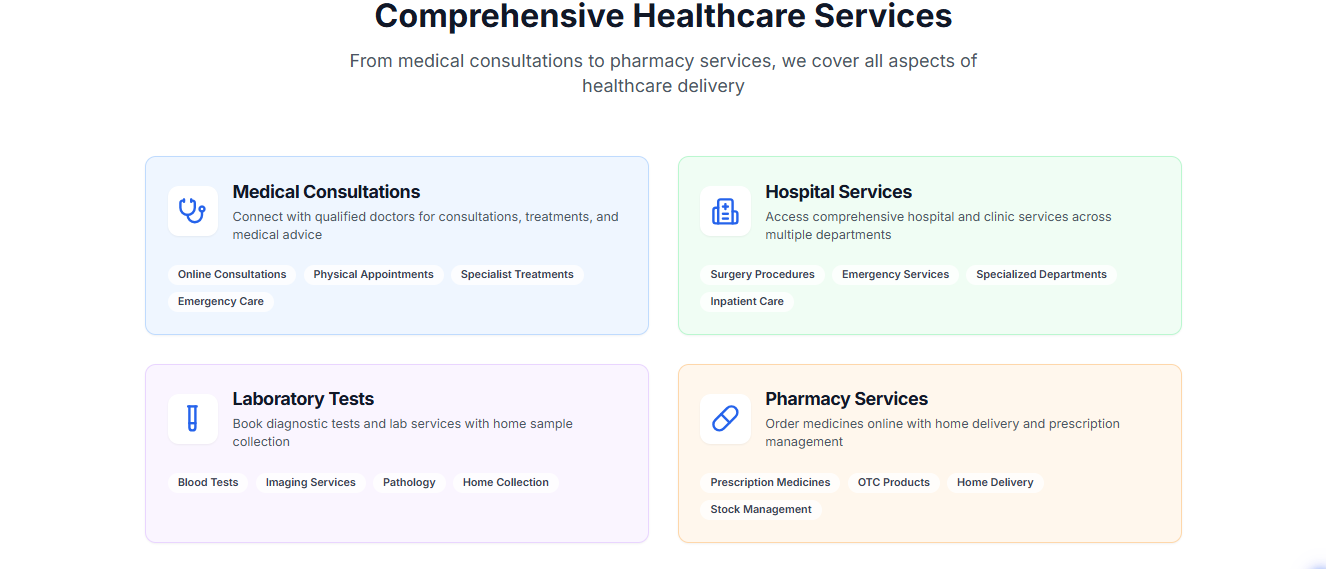 Comprehensive Healthcare Services
From medical consultations to pharmacy services, we cover all aspects of
healthcare delivery
Medical Consultations
Connect with qualified doctors for consultations, treatments, and
medical advice
Online Consultations
Physical Appointments
Specialist Treatments
Emergency Care
Hospital Services
Access comprehensive hospital and clinic services across
multiple departments
Surgery Procedures
Emergency Services
Specialized Departments
Inpatient Care
Laboratory Tests
Book diagnostic tests and lab services with home sample
collection
Blood Tests
Imaging Services
Pathology
Home Collection
Pharmacy Services
Order medicines online with home delivery and prescription
management
Prescription Medicines
OTC Products
Home Delivery
Stock Management